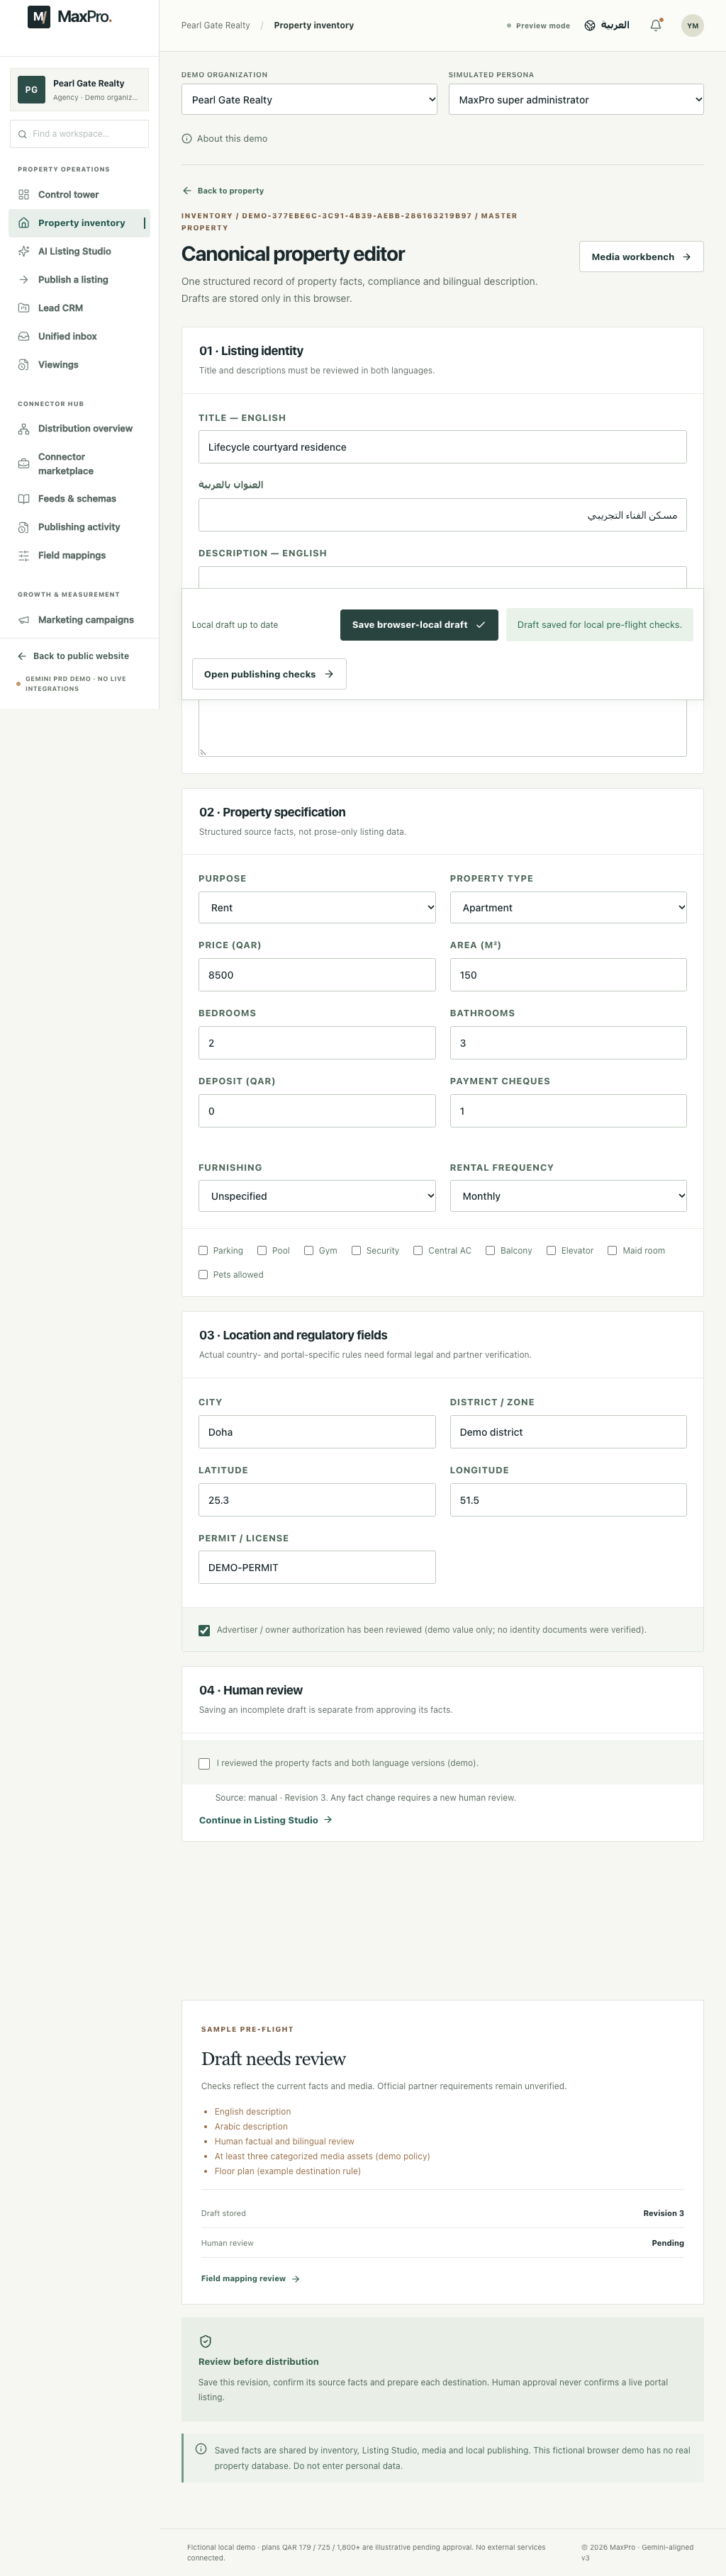 M/ MaxPro.
PG
Pearl Gate Realty
Agency · Demo organiz...
Find a workspace...
PROPERTY OPERATIONS
Control tower
Property inventory
AI Listing Studio
Publish a listing
Lead CRM
Unified inbox
Viewings
CONNECTOR HUB
Distribution overview
Connector
marketplace
Feeds & schemas
Publishing activity
Field mappings
GROWTH & MEASUREMENT
Marketing campaigns
Back to public website
GEMINI PRD DEMO · NO LIVE
INTEGRATIONS
Pearl Gate Realty / Property inventory
Preview mode
العربية
YM
DEMO ORGANIZATION
Pearl Gate Realty
SIMULATED PERSONA
MaxPro super administrator
About this demo
Back to property
INVENTORY / DEMO-377EBE6C-3C91-4B39-AEBB-286163219B97 / MASTER
PROPERTY
Canonical property editor
Media workbench
One structured record of property facts, compliance and bilingual description.
Drafts are stored only in this browser.
01 · Listing identity
Title and descriptions must be reviewed in both languages.
TITLE — ENGLISH
Lifecycle courtyard residence
العنوان بالعربية
مسكن الفناء التجريبي
DESCRIPTION — ENGLISH
Local draft up to date
Save browser-local draft
Draft saved for local pre-flight checks.
Open publishing checks
02 · Property specification
Structured source facts, not prose-only listing data.
PURPOSE
Rent
PROPERTY TYPE
Apartment
PRICE (QAR)
8500
AREA (M²)
150
BEDROOMS
2
BATHROOMS
3
DEPOSIT (QAR)
0
PAYMENT CHEQUES
1
FURNISHING
Unspecified
RENTAL FREQUENCY
Monthly
Parking Pool Gym Security Central AC Balcony Elevator Maid room
Pets allowed
03 · Location and regulatory fields
Actual country- and portal-specific rules need formal legal and partner verification.
CITY
Doha
DISTRICT / ZONE
Demo district
LATITUDE
25.3
LONGITUDE
51.5
PERMIT / LICENSE
DEMO-PERMIT
Advertiser / owner authorization has been reviewed (demo value only; no identity documents were verified).
04 · Human review
Saving an incomplete draft is separate from approving its facts.
I reviewed the property facts and both language versions (demo).
Source: manual · Revision 3. Any fact change requires a new human review.
Continue in Listing Studio
SAMPLE PRE-FLIGHT
Draft needs review
Checks reflect the current facts and media. Official partner requirements remain unverified.
• English description
• Arabic description
• Human factual and bilingual review
• At least three categorized media assets (demo policy)
• Floor plan (example destination rule)
Draft stored Revision 3
Human review Pending
Field mapping review
Review before distribution
Save this revision, confirm its source facts and prepare each destination. Human approval never confirms a live portal
listing.
Saved facts are shared by inventory, Listing Studio, media and local publishing. This fictional browser demo has no real
property database. Do not enter personal data.
Fictional local demo · plans QAR 179 / 725 / 1,800+ are illustrative pending approval. No external services
connected.
© 2026 MaxPro · Gemini-aligned
v3